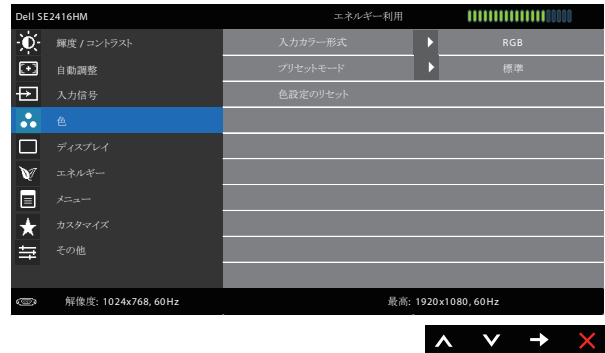 Dell SE2416HM エネルギー利用
輝度 / コントラスト 入力カラー形式 RGB
自動調整 プリセットモード 標準
入力信号 色設定のリセット
色
ディスプレイ
エネルギー
メニュー
カスタマイズ
その他
解像度: 1024x768, 60Hz 最高: 1920x1080, 60Hz